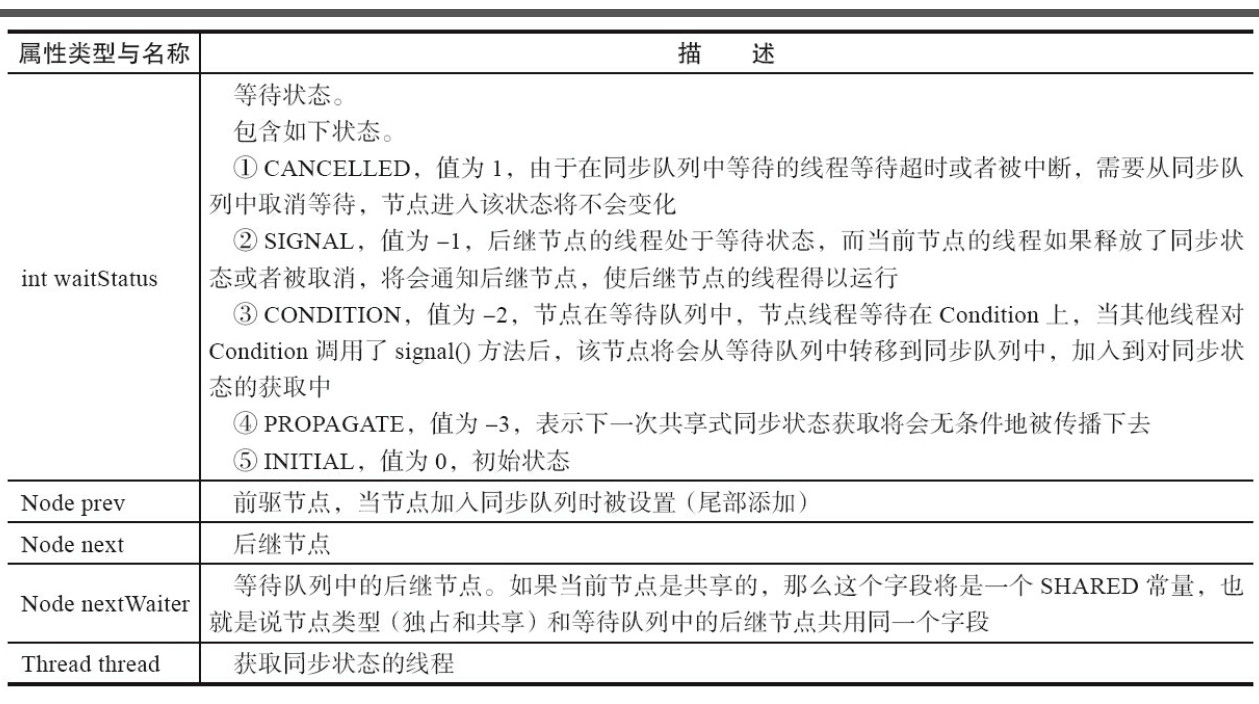 属性类型与名称 描 述
int waitStatus
等待状态。
包含如下状态。
① CANCELLED，值为 1，由于在同步队列中等待的线程等待超时或者被中断，需要从同步队
列中取消等待，节点进入该状态将不会变化
② SIGNAL，值为 –1，后继节点的线程处于等待状态，而当前节点的线程如果释放了同步状
态或者被取消，将会通知后继节点，使后继节点的线程得以运行
③ CONDITION，值为 –2，节点在等待队列中，节点线程等待在 Condition 上，当其他线程对
Condition 调用了 signal() 方法后，该节点将会从等待队列中转移到同步队列中，加入到对同步状
态的获取中
④ PROPAGATE，值为 –3，表示下一次共享式同步状态获取将会无条件地被传播下去
⑤ INITIAL，值为 0，初始状态
Node prev 前驱节点，当节点加入同步队列时被设置（尾部添加）
Node next 后继节点
Node nextWaiter
等待队列中的后继节点。如果当前节点是共享的，那么这个字段将是一个 SHARED 常量，也
就是说节点类型（独占和共享）和等待队列中的后继节点共用同一个字段
Thread thread 获取同步状态的线程